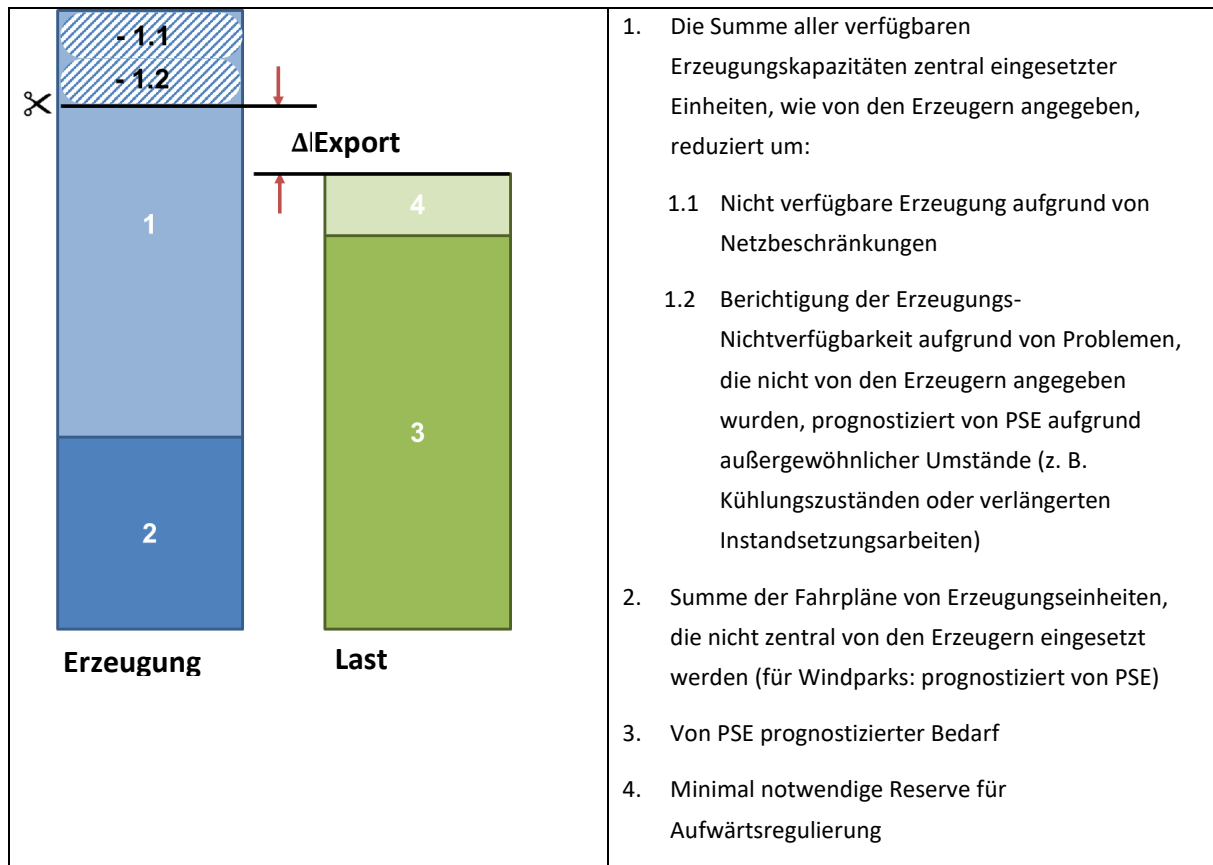 - 1.1
- 1.2
ΔExport
4
1
3
2
Erzeugung
Last
1. Die Summe aller verfügbaren
Erzeugungskapazitäten zentral eingesetzter
Einheiten, wie von den Erzeugern angegeben,
reduziert um:
1.1 Nicht verfügbare Erzeugung aufgrund von
Netzbeschränkungen
1.2 Berichtigung der Erzeugungs-
Nichtverfügbarkeit aufgrund von Problemen,
die nicht von den Erzeugern angegeben
wurden, prognostiziert von PSE aufgrund
außergewöhnlicher Umstände (z. B.
Kühlungszuständen oder verlängerten
Instandsetzungsarbeiten)
2. Summe der Fahrpläne von Erzeugungseinheiten,
die nicht zentral von den Erzeugern eingesetzt
werden (für Windparks: prognostiziert von PSE)
3. Von PSE prognostizierter Bedarf
4. Minimal notwendige Reserve für
Aufwärtsregulierung